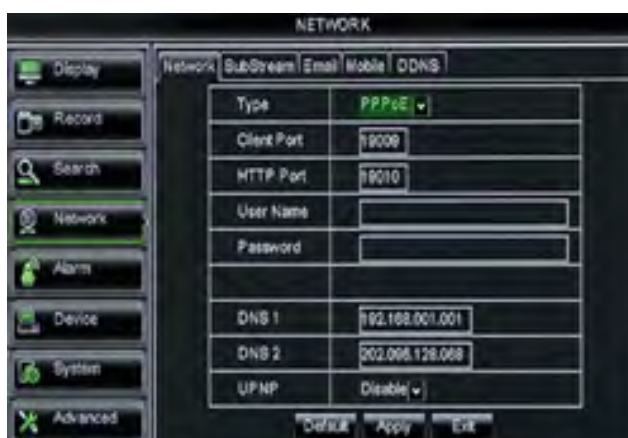 NETWORK
Display
Record
Search
Network
Alarm
Device
System
Advanced
Network SubStream Email Mobile DDNS
Type PPPoE
Client Port 19009
HTTP Port 19010
User Name
Password
DNS 1 192.168.001.001
DNS 2 202.096.128.068
UPNP Disable
Default Apply Exit